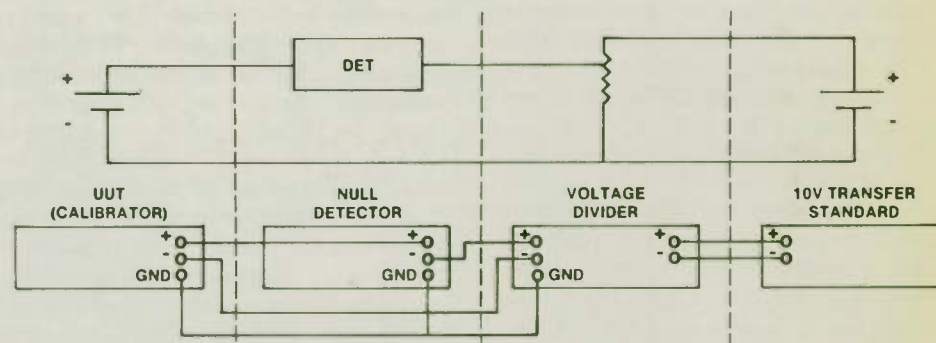 DET
+
-
+
-
UUT
(CALIBRATOR)
NULL
DETECTOR
VOLTAGE
DIVIDER
10V TRANSFER
STANDARD
+
-
GND
+
-
GND
+
-
GND
+
-
+
-